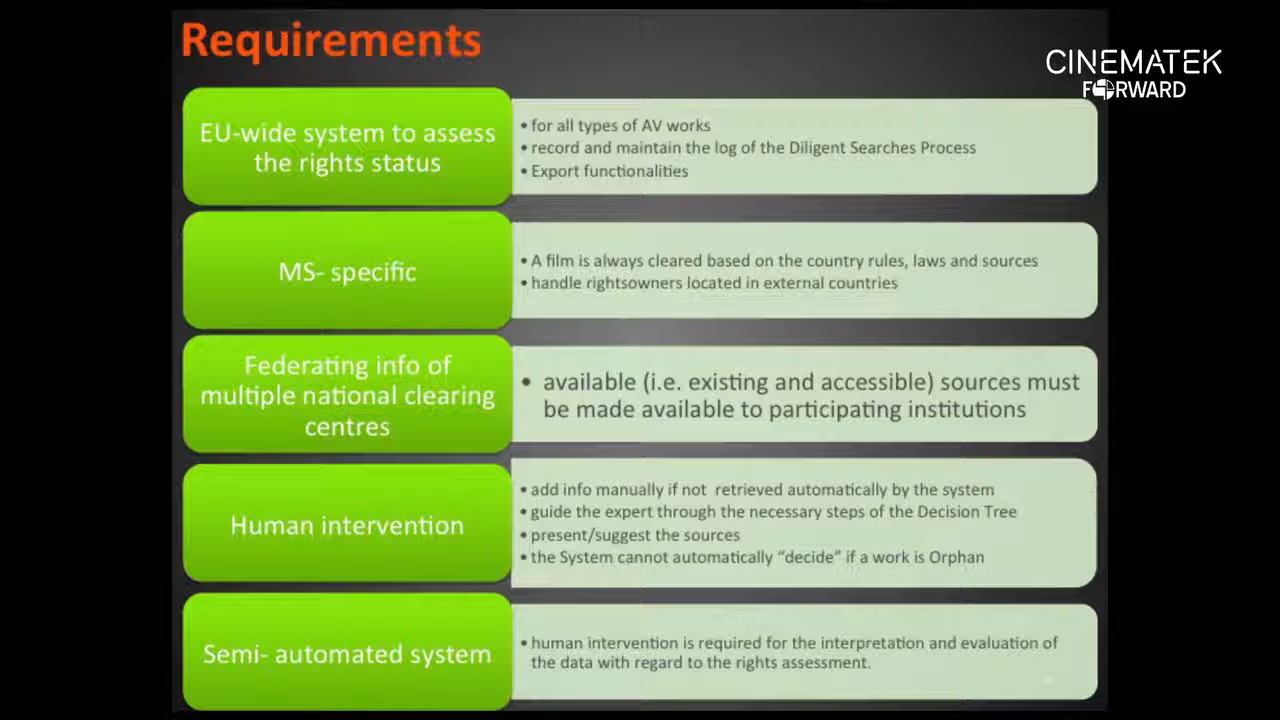 Requirements
CINEMATEK
FORWARD
EU-wide system to assess
the rights status
• for all types of AV works
• record and maintain the log of the Diligent Searches Process
• Export functionalities
MS- specific
• A film is always cleared based on the country rules, laws and sources
• handle rightsowners located in external countries
Federating info of
multiple national clearing
centres
• available (i.e. existing and accessible) sources must
be made available to participating institutions
Human intervention
• add info manually if not retrieved automatically by the system
• guide the expert through the necessary steps of the Decision Tree
• present/suggest the sources
• the System cannot automatically “decide” if a work is Orphan
Semi- automated system
• human intervention is required for the interpretation and evaluation of
the data with regard to the rights assessment.